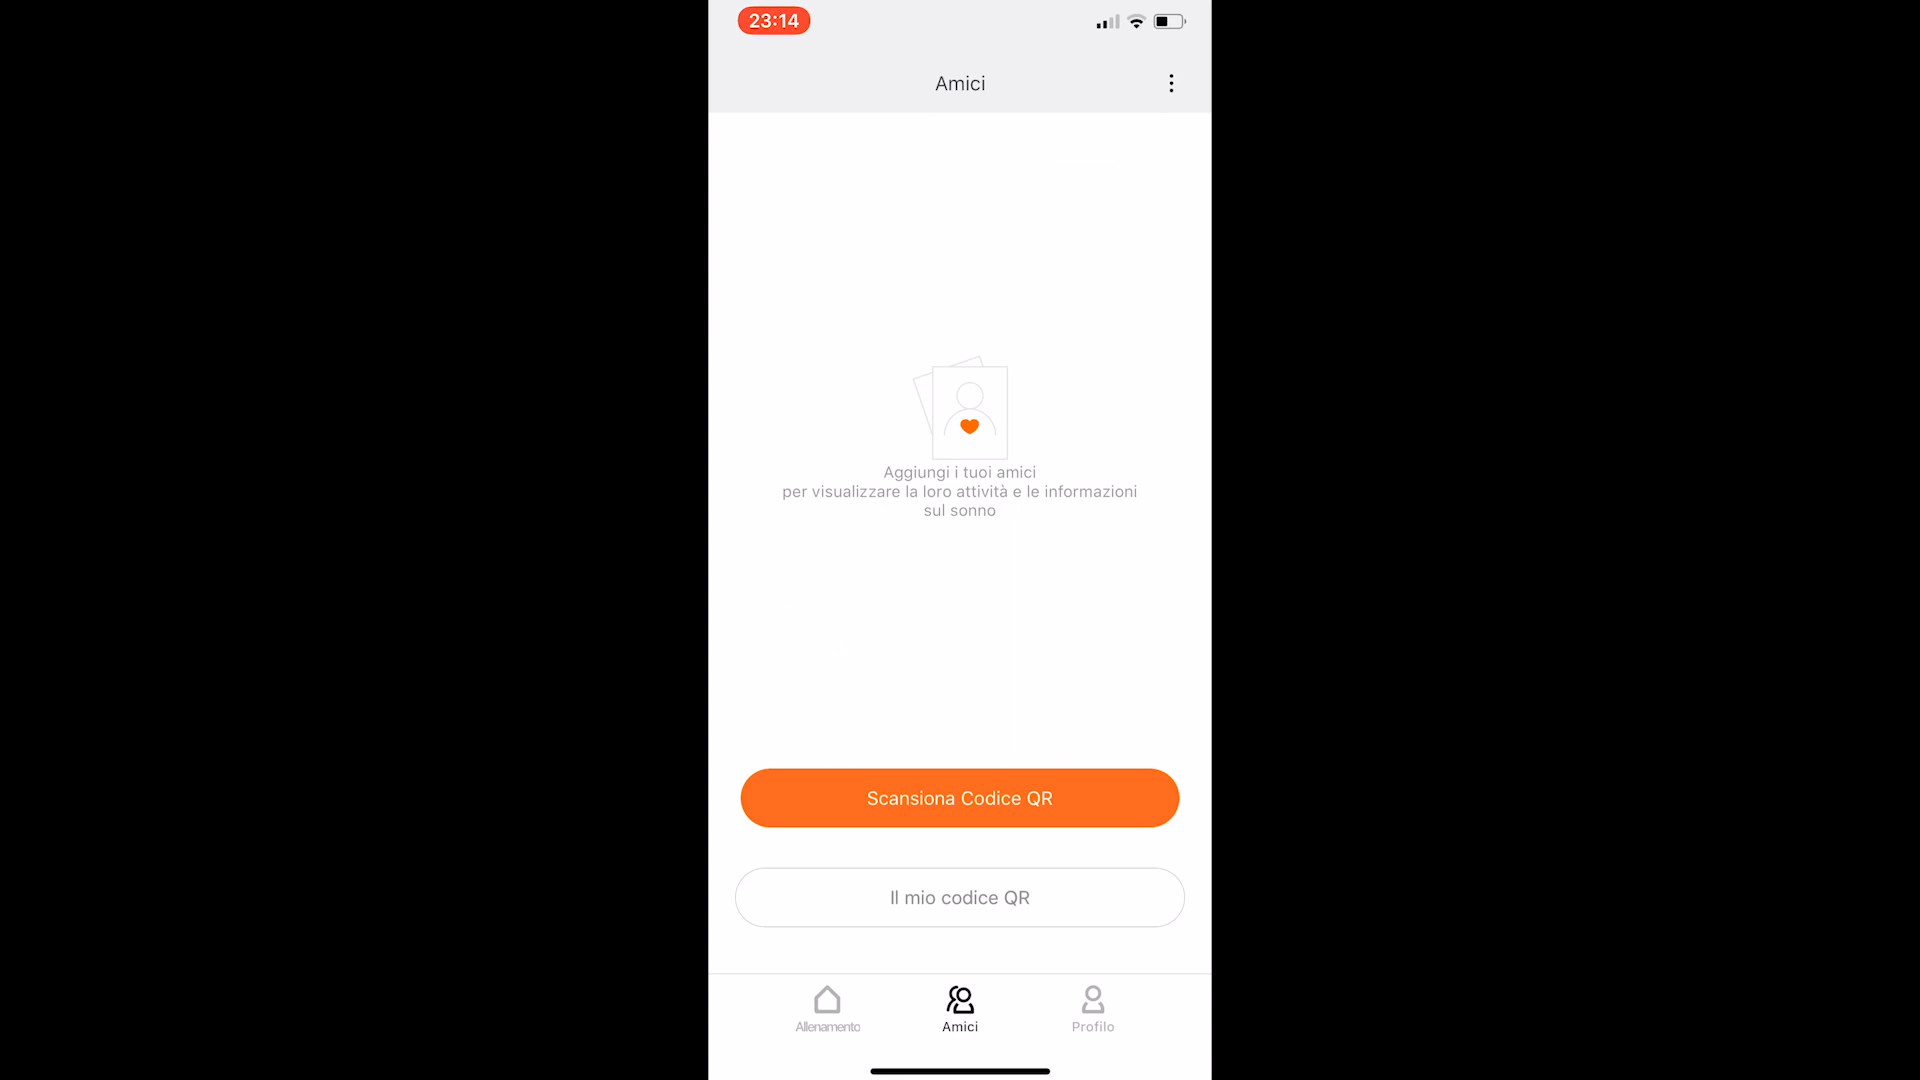 23:14
Amici
Aggiungi i tuoi amici
per visualizzare la loro attività e le informazioni
sul sonno
Scansiona Codice QR
Il mio codice QR
Allenamento
Amici
Profilo